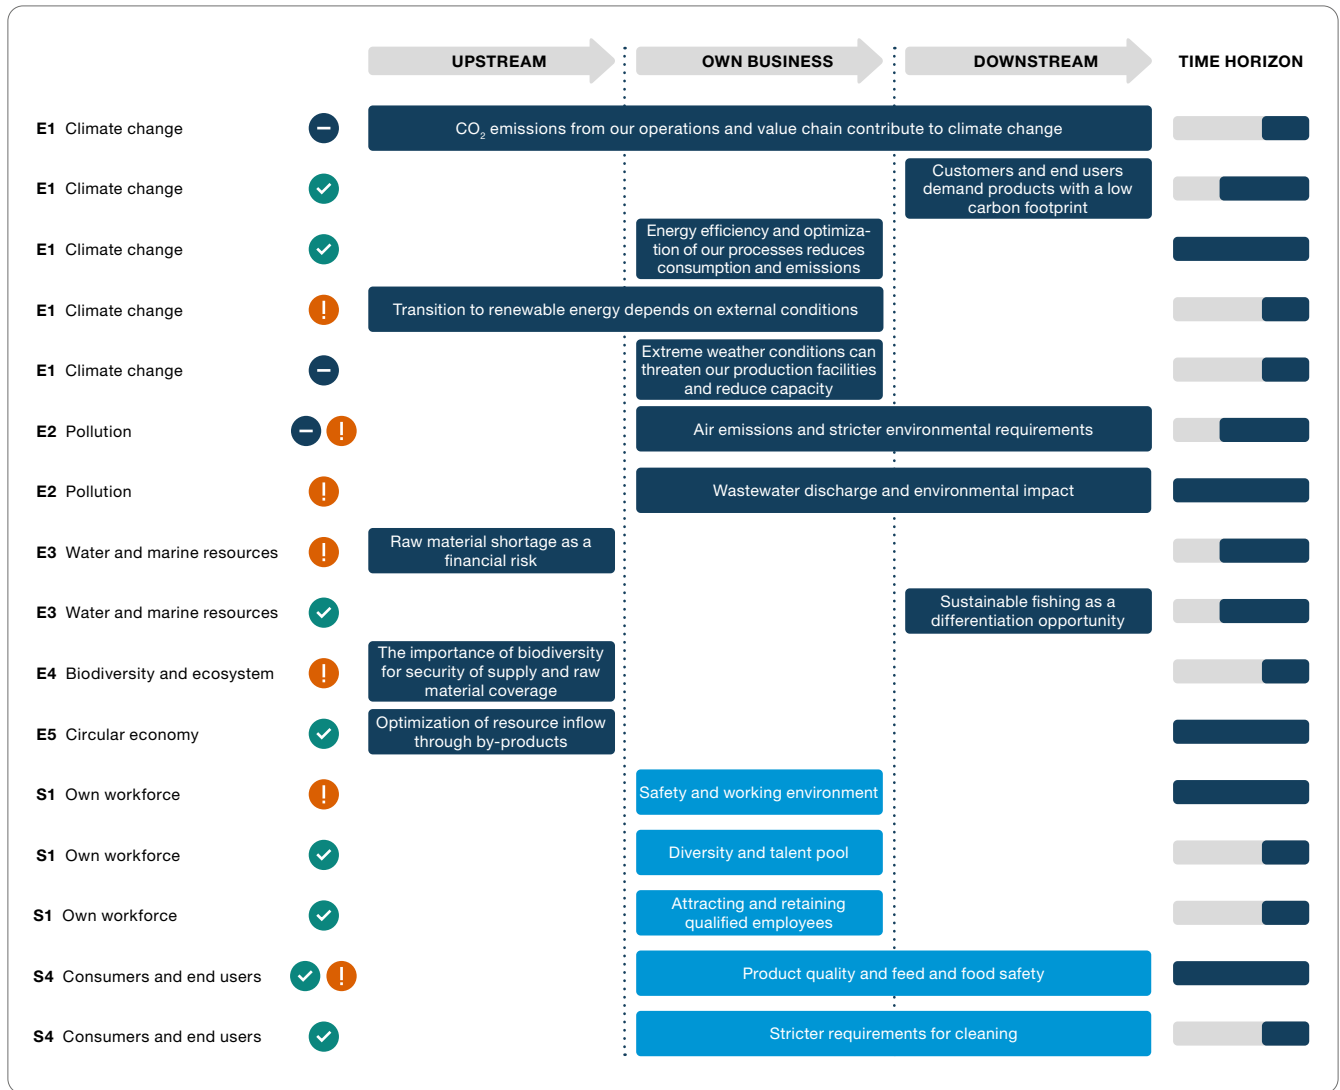 UPSTREAM
OWN BUSINESS
DOWNSTREAM
TIME HORIZON
E1 Climate change
CO₂ emissions from our operations and value chain contribute to climate change
E1 Climate change
Customers and end users
demand products with a low
carbon footprint
E1 Climate change
Energy efficiency and optimiza-
tion of our processes reduces
consumption and emissions
E1 Climate change
Transition to renewable energy depends on external conditions
E1 Climate change
Extreme weather conditions can
threaten our production facilities
and reduce capacity
E2 Pollution
Air emissions and stricter environmental requirements
E2 Pollution
Wastewater discharge and environmental impact
E3 Water and marine resources
Raw material shortage as a
financial risk
E3 Water and marine resources
Sustainable fishing as a
differentiation opportunity
E4 Biodiversity and ecosystem
The importance of biodiversity
for security of supply and raw
material coverage
E5 Circular economy
Optimization of resource inflow
through by-products
S1 Own workforce
Safety and working environment
S1 Own workforce
Diversity and talent pool
S1 Own workforce
Attracting and retaining
qualified employees
S4 Consumers and end users
Product quality and feed and food safety
S4 Consumers and end users
Stricter requirements for cleaning